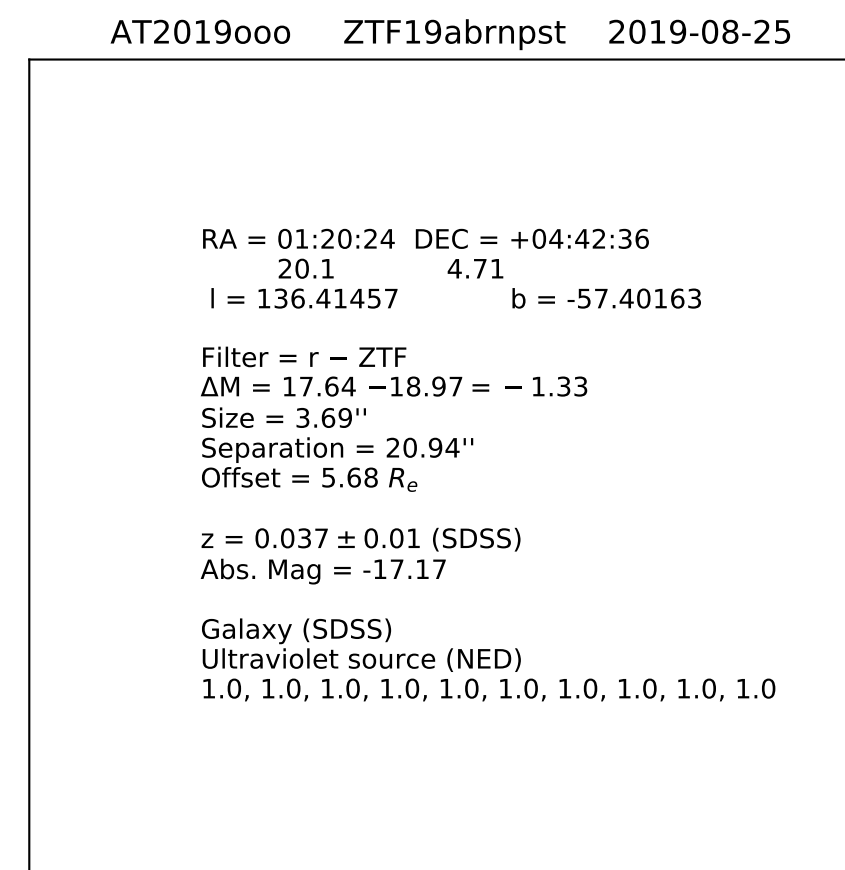 AT2019ooo ZTF19abrnpst 2019-08-25
RA = 01:20:24 DEC = +04:42:36
20.1 4.71
l = 136.41457 b = -57.40163
Filter = r − ZTF
ΔM = 17.64 −18.97 = − 1.33
Size = 3.69''
Separation = 20.94''
Offset = 5.68 Rₑ
z = 0.037 ± 0.01 (SDSS)
Abs. Mag = -17.17
Galaxy (SDSS)
Ultraviolet source (NED)
1.0, 1.0, 1.0, 1.0, 1.0, 1.0, 1.0, 1.0, 1.0, 1.0